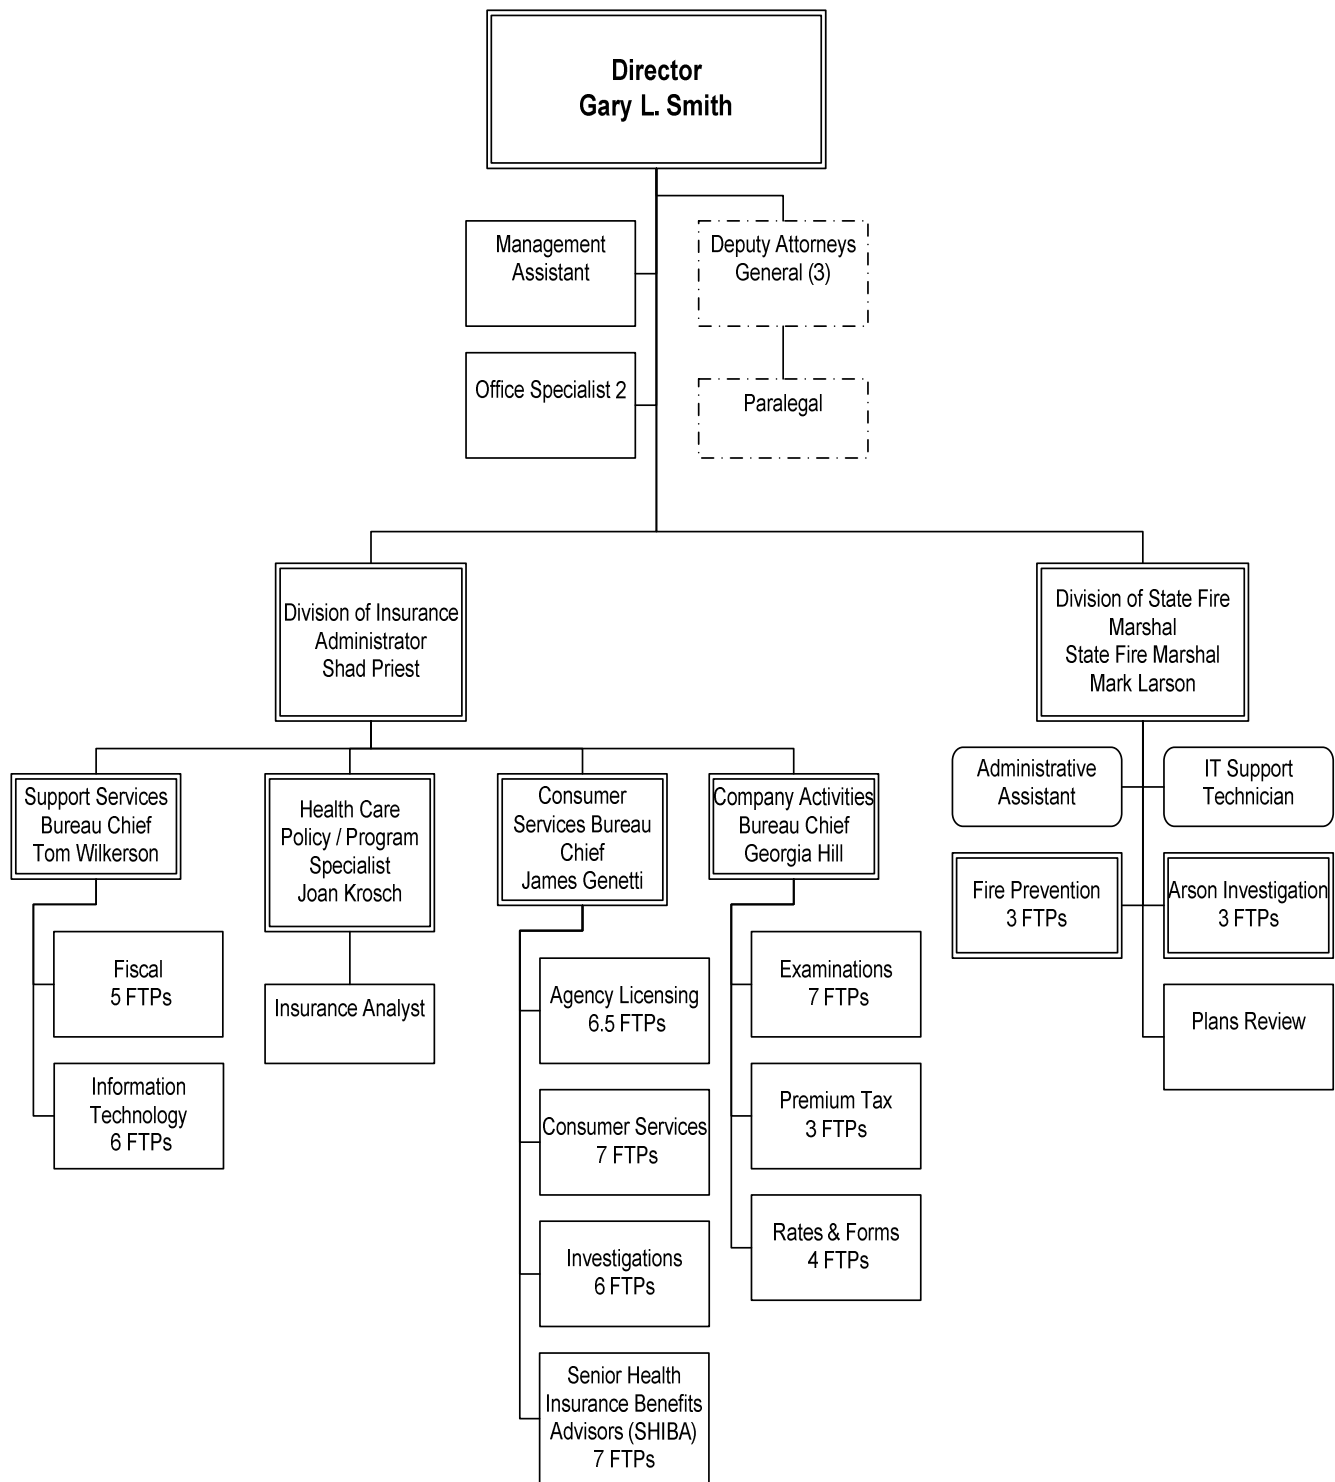 Director
Gary L. Smith
Management
Assistant
Deputy Attorneys
General (3)
Office Specialist 2
Paralegal
Division of Insurance
Administrator
Shad Priest
Division of State Fire
Marshal
State Fire Marshal
Mark Larson
Support Services
Bureau Chief
Tom Wilkerson
Health Care
Policy / Program
Specialist
Joan Krosch
Consumer
Services Bureau
Chief
James Genetti
Company Activities
Bureau Chief
Georgia Hill
Administrative
Assistant
IT Support
Technician
Fire Prevention
3 FTPs
Arson Investigation
3 FTPs
Plans Review
Fiscal
5 FTPs
Information
Technology
6 FTPs
Insurance Analyst
Agency Licensing
6.5 FTPs
Consumer Services
7 FTPs
Investigations
6 FTPs
Senior Health
Insurance Benefits
Advisors (SHIBA)
7 FTPs
Examinations
7 FTPs
Premium Tax
3 FTPs
Rates & Forms
4 FTPs